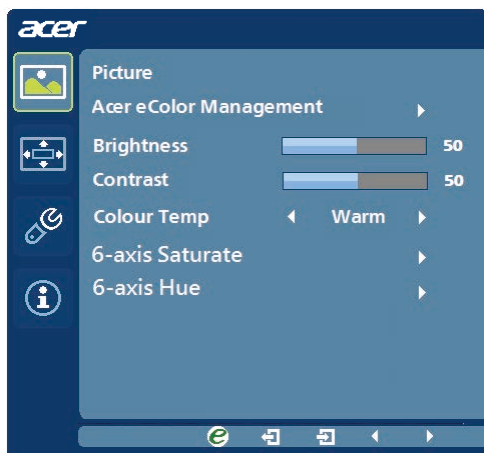 acer
Picture
Acer eColor Management
Brightness 50
Contrast 50
Colour Temp Warm
6-axis Saturate
6-axis Hue